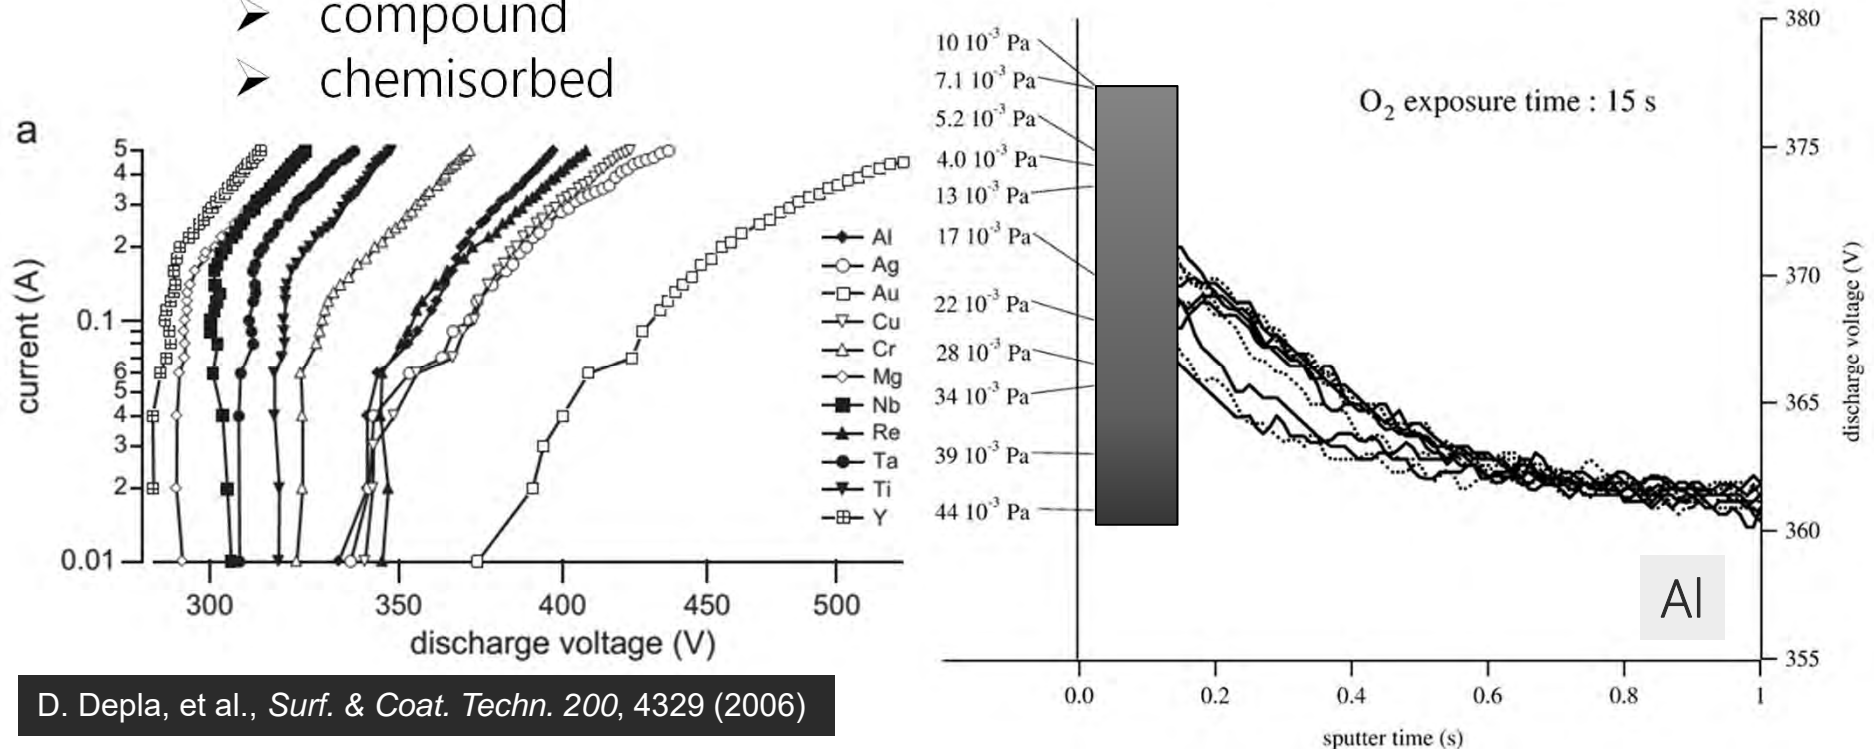 ➢ compound
➢ chemisorbed
a
5
4
3
2
0.1
6
5
4
3
2
0.01
current (A)
300 350 400 450 500
discharge voltage (V)
Al
Ag
Au
Cu
Cr
Mg
Nb
Re
Ta
Ti
Y
D. Depla, et al., Surf. & Coat. Techn. 200, 4329 (2006)
10 10⁻³ Pa
7.1 10⁻³ Pa
5.2 10⁻³ Pa
4.0 10⁻³ Pa
13 10⁻³ Pa
17 10⁻³ Pa
22 10⁻³ Pa
28 10⁻³ Pa
34 10⁻³ Pa
39 10⁻³ Pa
44 10⁻³ Pa
O₂ exposure time : 15 s
380
375
370
365
360
355
discharge voltage (V)
Al
0.0 0.2 0.4 0.6 0.8 1
sputter time (s)